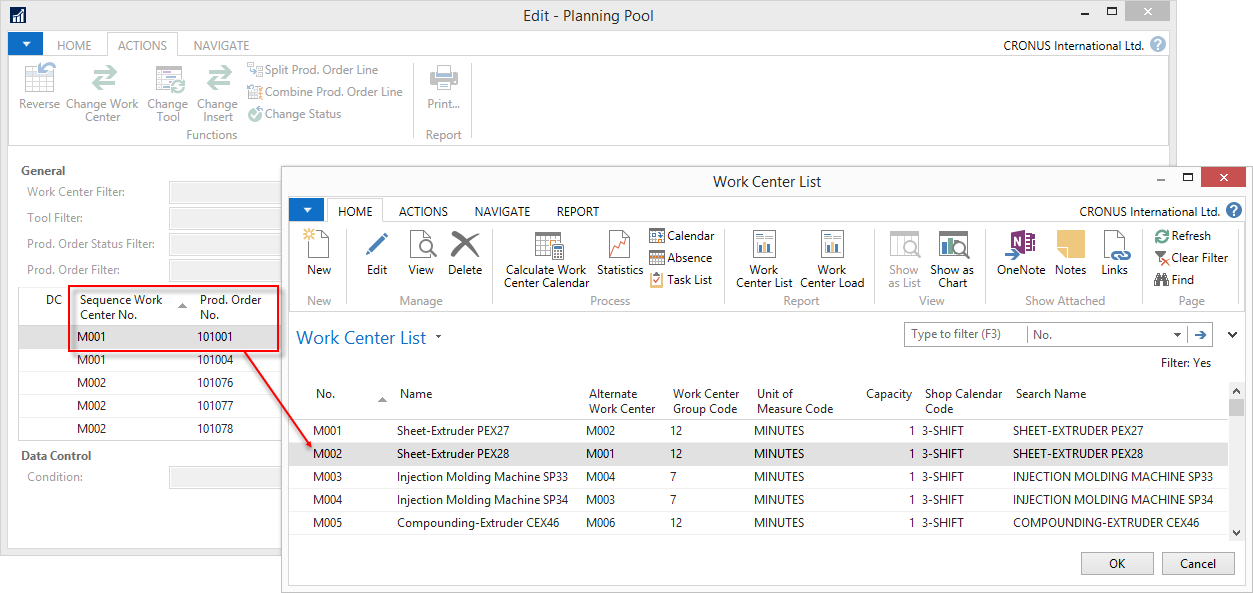 Edit - Planning Pool
HOME ACTIONS NAVIGATE CRONUS International Ltd. ?
Reverse
Change Work
Center
Change
Tool
Change
Insert
Split Prod. Order Line
Combine Prod. Order Line
Change Status
Functions
Print...
Report
General
Work Center Filter:
Tool Filter:
Prod. Order Status Filter:
Prod. Order Filter:
DC
Sequence Work
Center No.
Prod. Order
No.
M001 101001
M001 101004
M002 101076
M002 101077
M002 101078
Data Control
Condition:
Work Center List
HOME ACTIONS NAVIGATE REPORT CRONUS International Ltd. ?
New
New
Edit
View
Delete
Manage
Calculate Work
Center Calendar
Statistics
Calendar
Absence
Task List
Process
Work
Center List
Work
Center Load
Report
Show
as List
Show as
Chart
View
OneNote
Notes
Links
Show Attached
Refresh
Clear Filter
Find
Page
Work Center List
Type to filter (F3) No.
Filter: Yes
No.
Name
Alternate
Work Center
Work Center
Group Code
Unit of
Measure Code
Capacity
Shop Calendar
Code
Search Name
M001 Sheet-Extruder PEX27 M002 12 MINUTES 1 3-SHIFT SHEET-EXTRUDER PEX27
M002 Sheet-Extruder PEX28 M001 12 MINUTES 1 3-SHIFT SHEET-EXTRUDER PEX28
M003 Injection Molding Machine SP33 M004 7 MINUTES 1 3-SHIFT INJECTION MOLDING MACHINE SP33
M004 Injection Molding Machine SP34 M003 7 MINUTES 1 3-SHIFT INJECTION MOLDING MACHINE SP34
M005 Compounding-Extruder CEX46 M006 12 MINUTES 1 3-SHIFT COMPOUNDING-EXTRUDER CEX46
OK Cancel